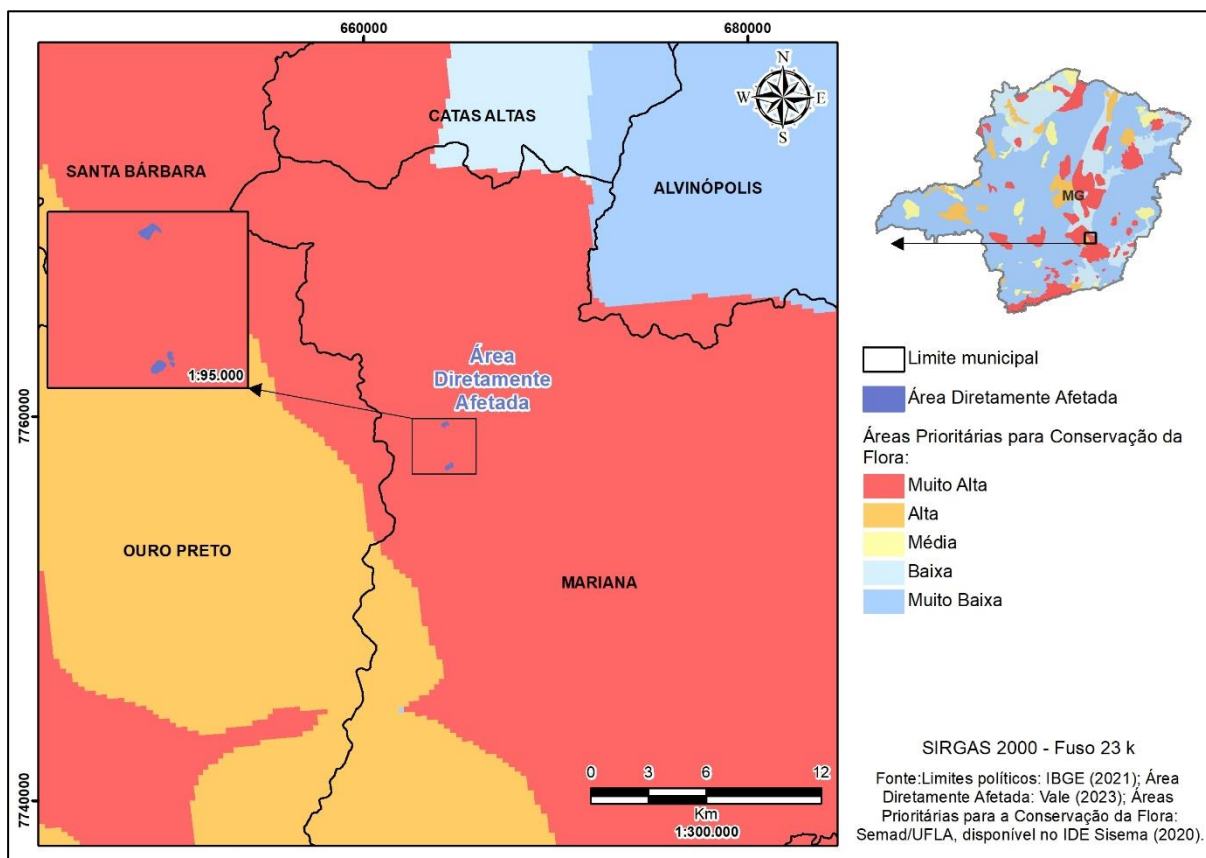 660000
680000
7760000
7740000
N
W
E
S
CATAS ALTAS
SANTA BÁRBARA
ALVINÓPOLIS
MG
1:95.000
Área
Diretamente
Afetada
OURO PRETO
MARIANA
0 3 6 12
Km
1:300.000
Limite municipal
Área Diretamente Afetada
Áreas Prioritárias para Conservação da
Flora:
Muito Alta
Alta
Média
Baixa
Muito Baixa
SIRGAS 2000 - Fuso 23 k
Fonte:Limites políticos: IBGE (2021); Área
Diretamente Afetada: Vale (2023); Áreas
Prioritárias para a Conservação da Flora:
Semad/UFLA, disponível no IDE Sisema (2020).